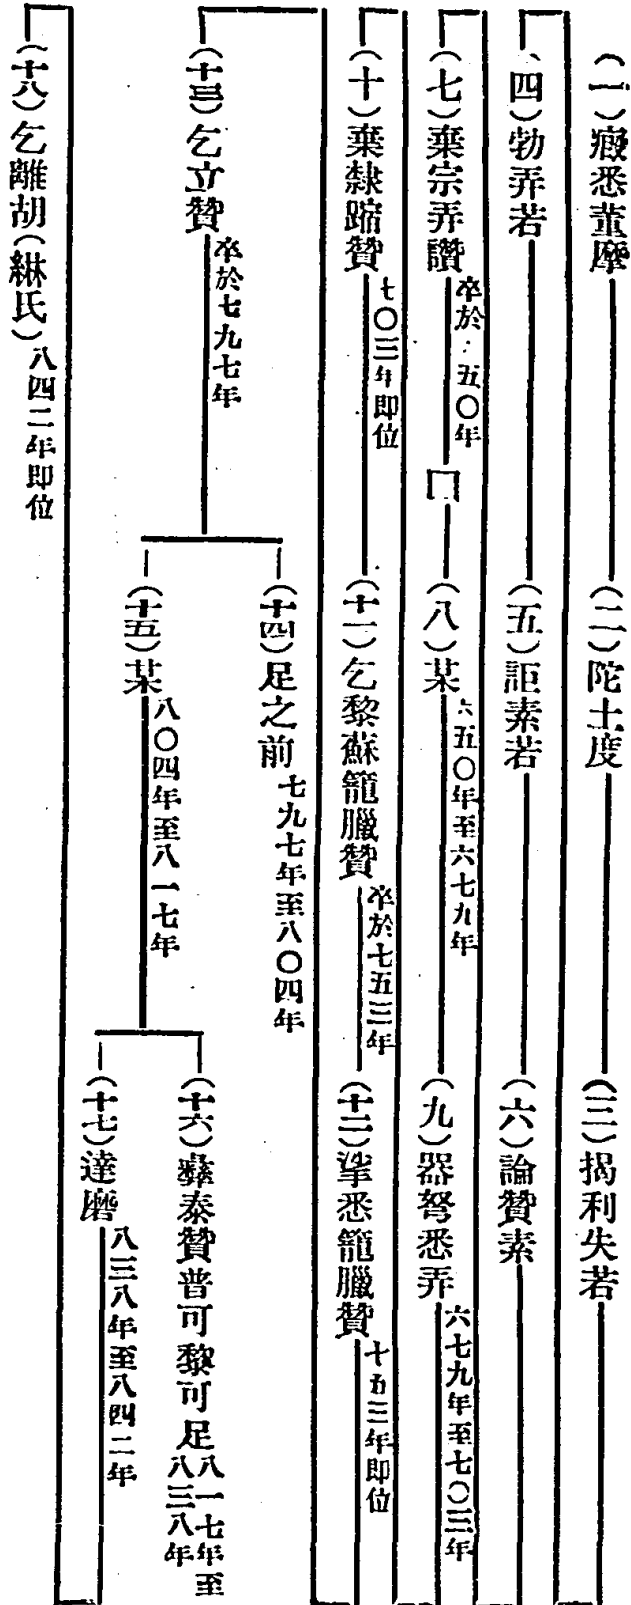 (一)瘕悉董摩
(二)陀土度
(三)揭利失若
(四)勃弄若
(五)詎素若
(六)論贊素
(七)棄宗弄讚 卒於 五〇年
(八)某 六五〇年至六七九年
(九)器弩悉弄 六七九年至七〇三年
(十)棄隸蹜贊 七〇三年即位
(十一)乞黎蘇籠臘贊 卒於七五三年
(十二)挲悉籠臘贊 五三年即位
(十三)乞立贊 卒於七九七年
(十四)足之前 七九七年至八〇四年
(十五)某 八〇四年至八一七年
(十六)彝泰贊普可黎可足 八一七年至八三八年
(十七)達磨 八三八年至八四二年
(十八)乞離胡(綝氏) 八四二年即位